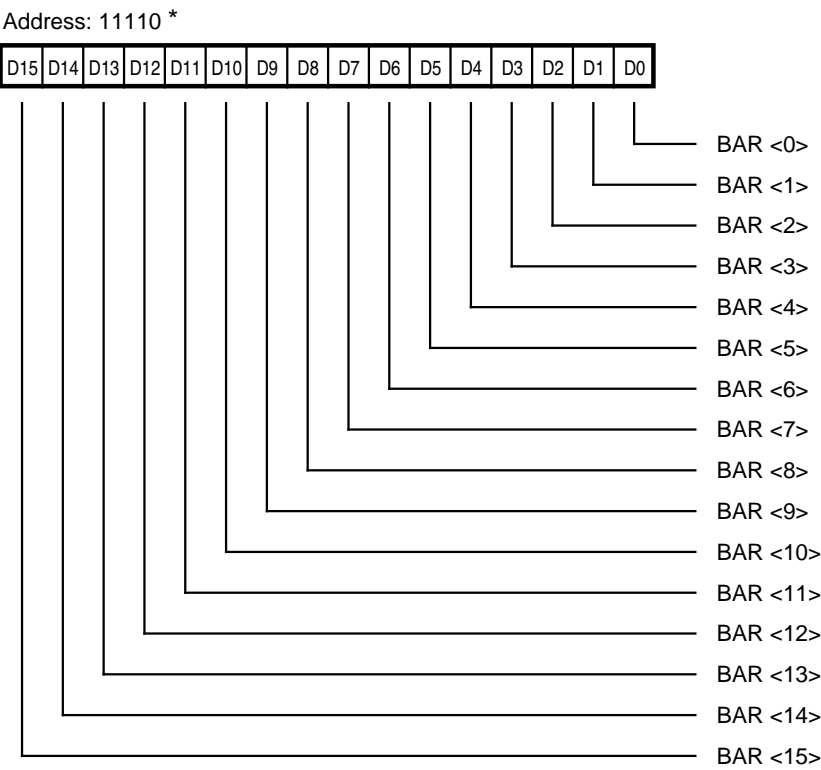 Address: 11110 *
D15 D14 D13 D12 D11 D10 D9 D8 D7 D6 D5 D4 D3 D2 D1 D0
BAR <0>
BAR <1>
BAR <2>
BAR <3>
BAR <4>
BAR <5>
BAR <6>
BAR <7>
BAR <8>
BAR <9>
BAR <10>
BAR <11>
BAR <12>
BAR <13>
BAR <14>
BAR <15>